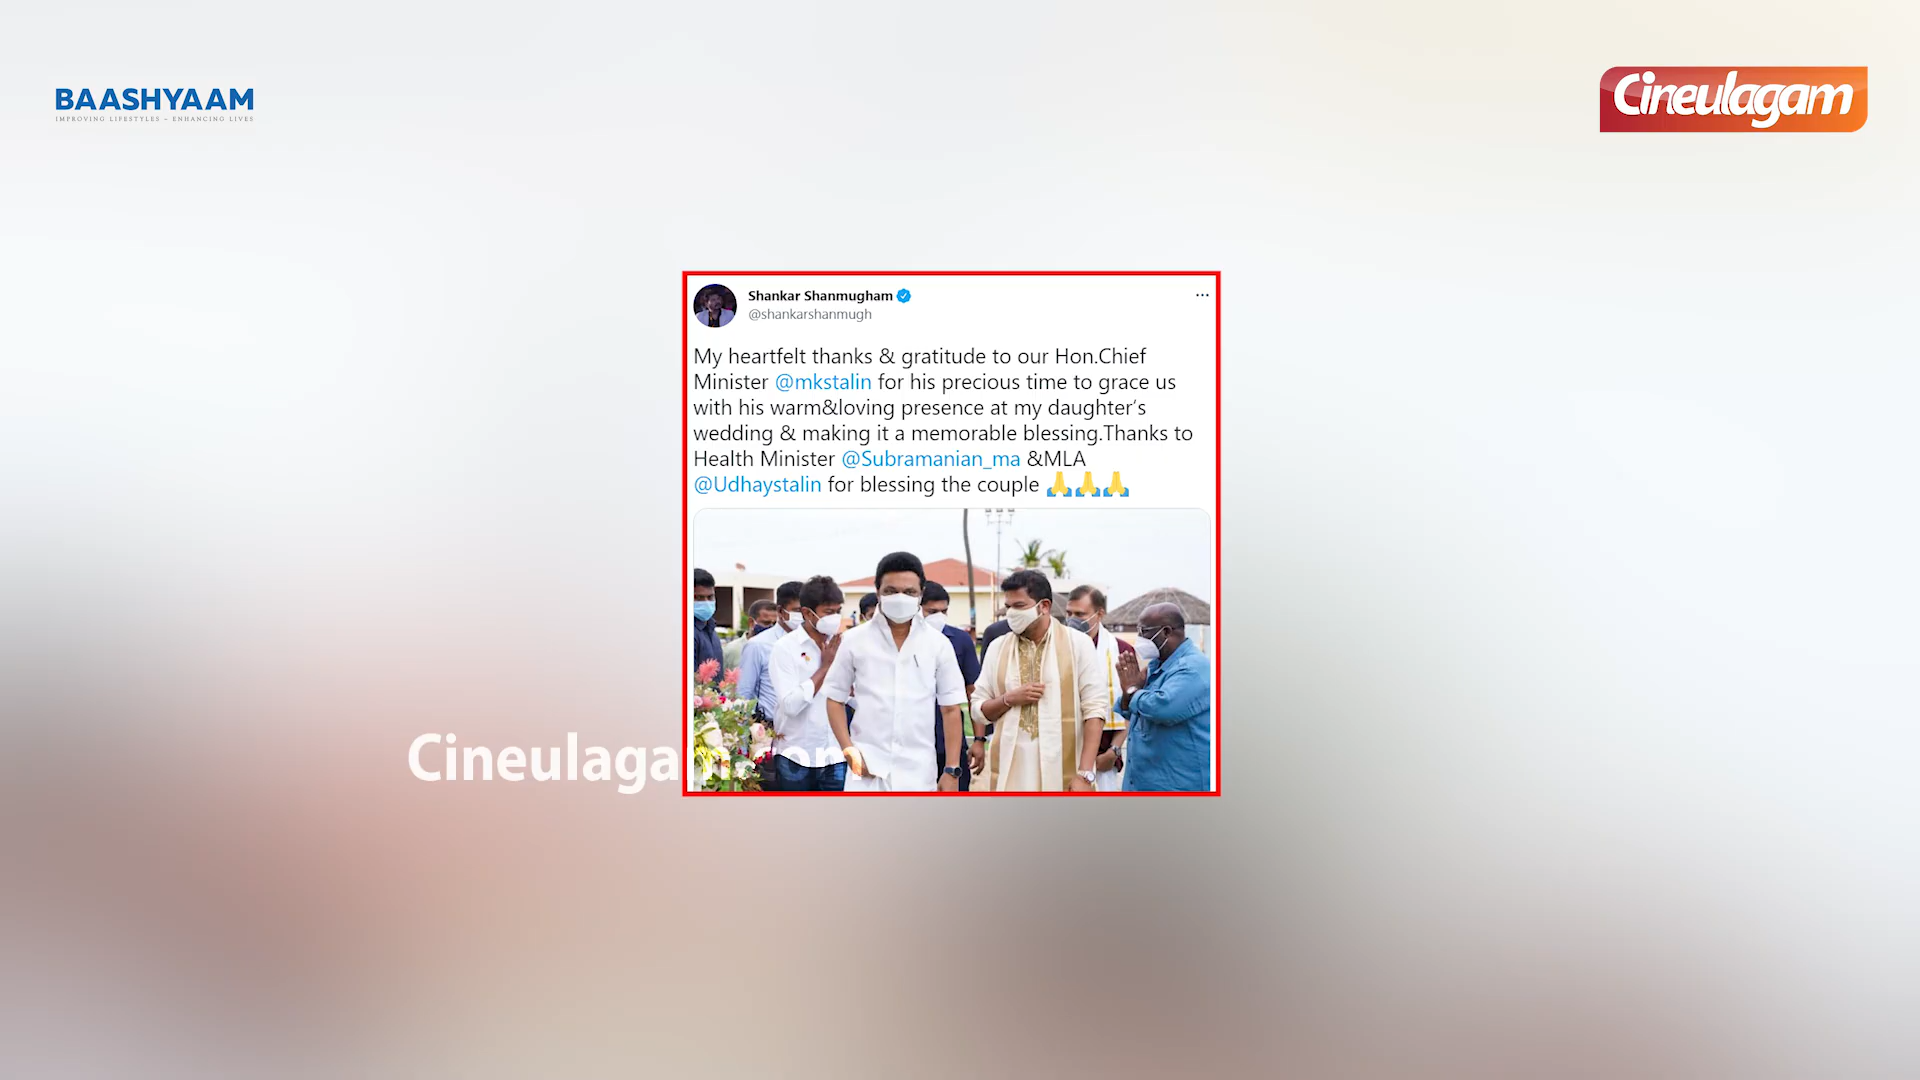 BAASHYAAM
IMPROVING LIFESTYLES - ENHANCING LIVES
Cineulagam
Shankar Shanmugham
@shankarshanmugh
My heartfelt thanks & gratitude to our Hon.Chief
Minister @mkstalin for his precious time to grace us
with his warm&loving presence at my daughter's
wedding & making it a memorable blessing.Thanks to
Health Minister @Subramanian_ma &MLA
@Udhaystalin for blessing the couple 🙏🙏🙏
Cineulagam.com